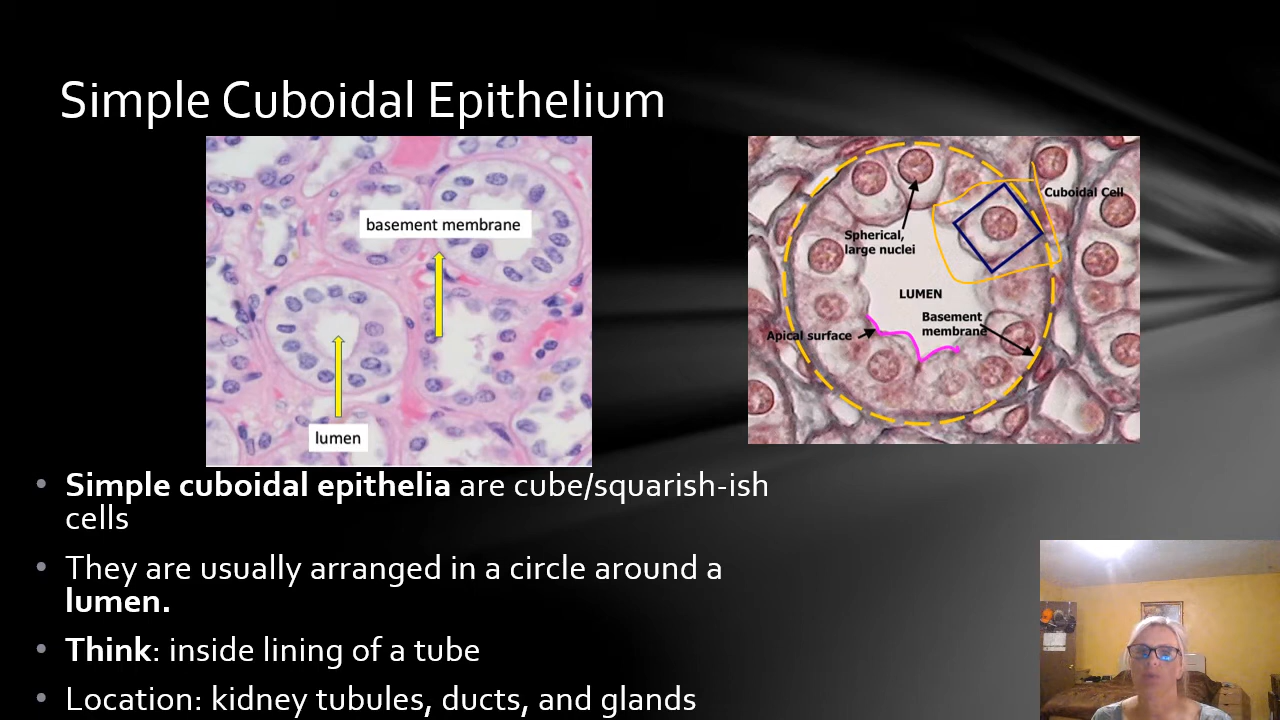 Simple Cuboidal Epithelium
basement membrane
lumen
Cuboidal Cell
Spherical,
large nuclei
LUMEN
Basement
membrane
Apical surface
• Simple cuboidal epithelia are cube/squarish-ish
cells
• They are usually arranged in a circle around a
lumen.
• Think: inside lining of a tube
• Location: kidney tubules, ducts, and glands